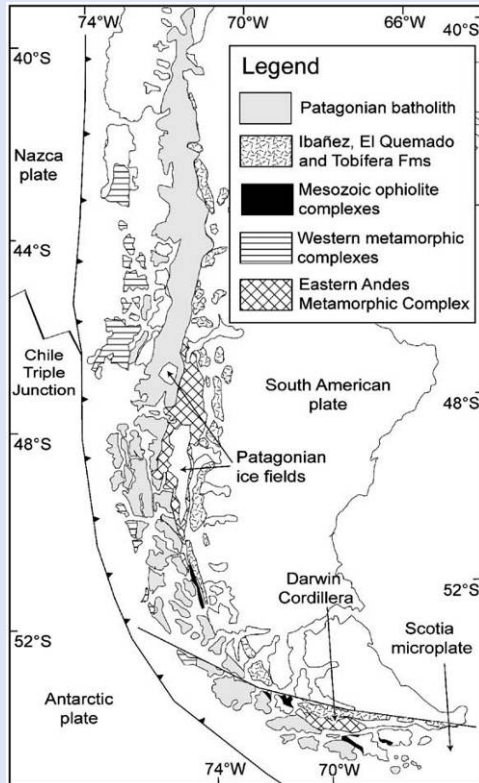 74°W 70°W 66°W
40°S
40°S
Legend
Patagonian batholith
Ibañez, El Quemado
and Tobífera Fms
Mesozoic ophiolite
complexes
Western metamorphic
complexes
Eastern Andes
Metamorphic Complex
Nazca
plate
44°S
Chile
Triple
Junction
South American
plate
48°S
48°S
Patagonian
ice fields
Darwin
Cordillera
52°S
Scotia
microplate
52°S
Antarctic
plate
74°W
70°W